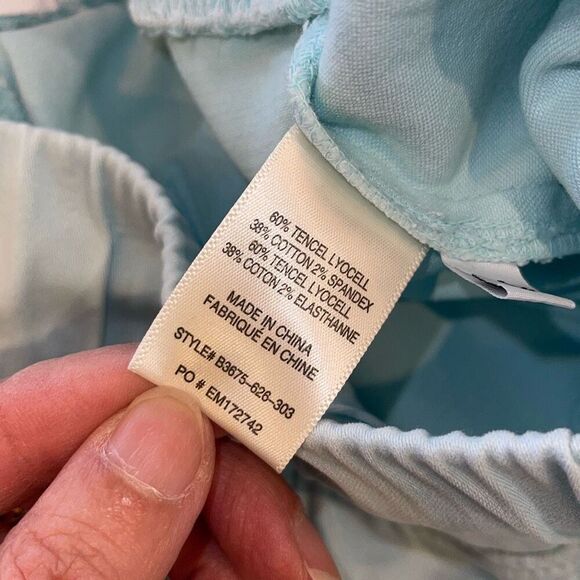 60% TENCEL LYOCELL
38% COTTON 2% SPANDEX
60% TENCEL LYOCELL
38% COTON 2% ELASTHANNE
MADE IN CHINA
FABRIQUÉ EN CHINE
STYLE# B3675-626-303
PO # EM172742